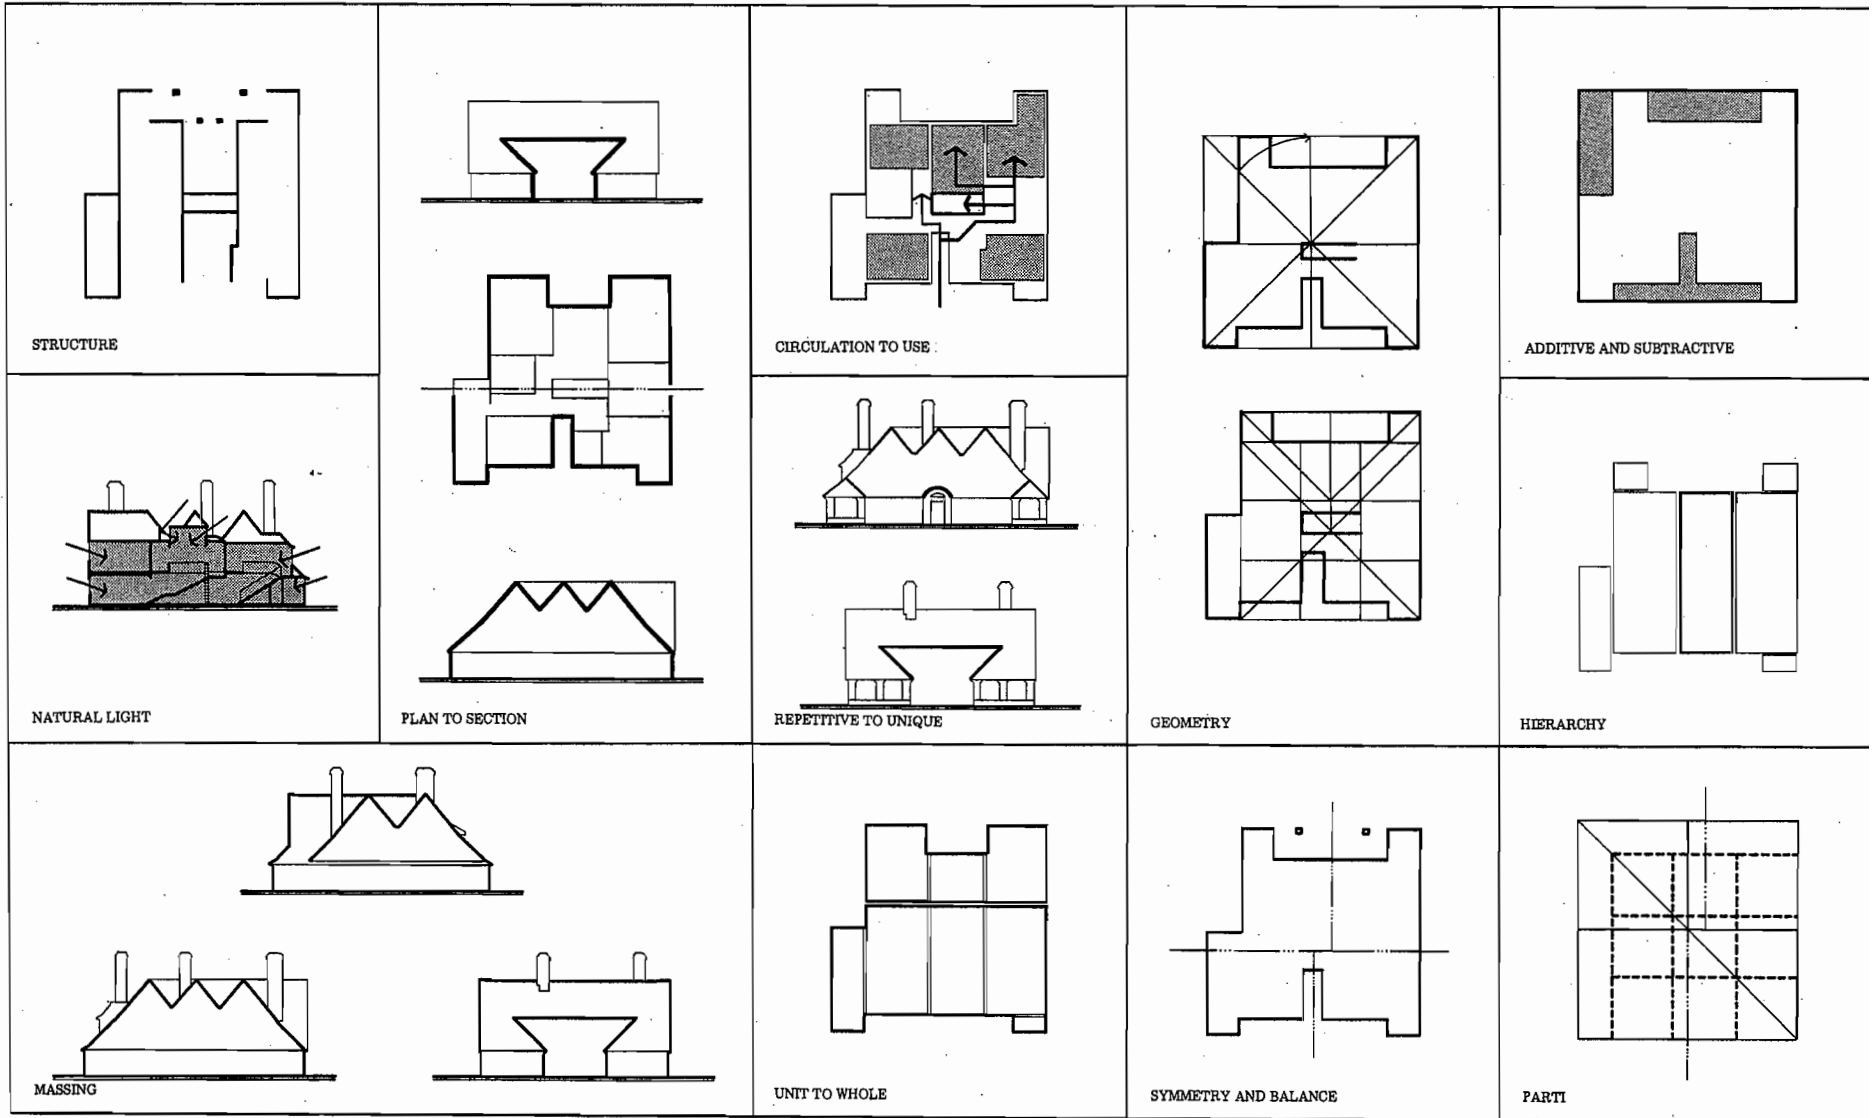 STRUCTURE
CIRCULATION TO USE
ADDITIVE AND SUBTRACTIVE
NATURAL LIGHT
PLAN TO SECTION
REPETITIVE TO UNIQUE
GEOMETRY
HIERARCHY
MASSING
UNIT TO WHOLE
SYMMETRY AND BALANCE
PARTI